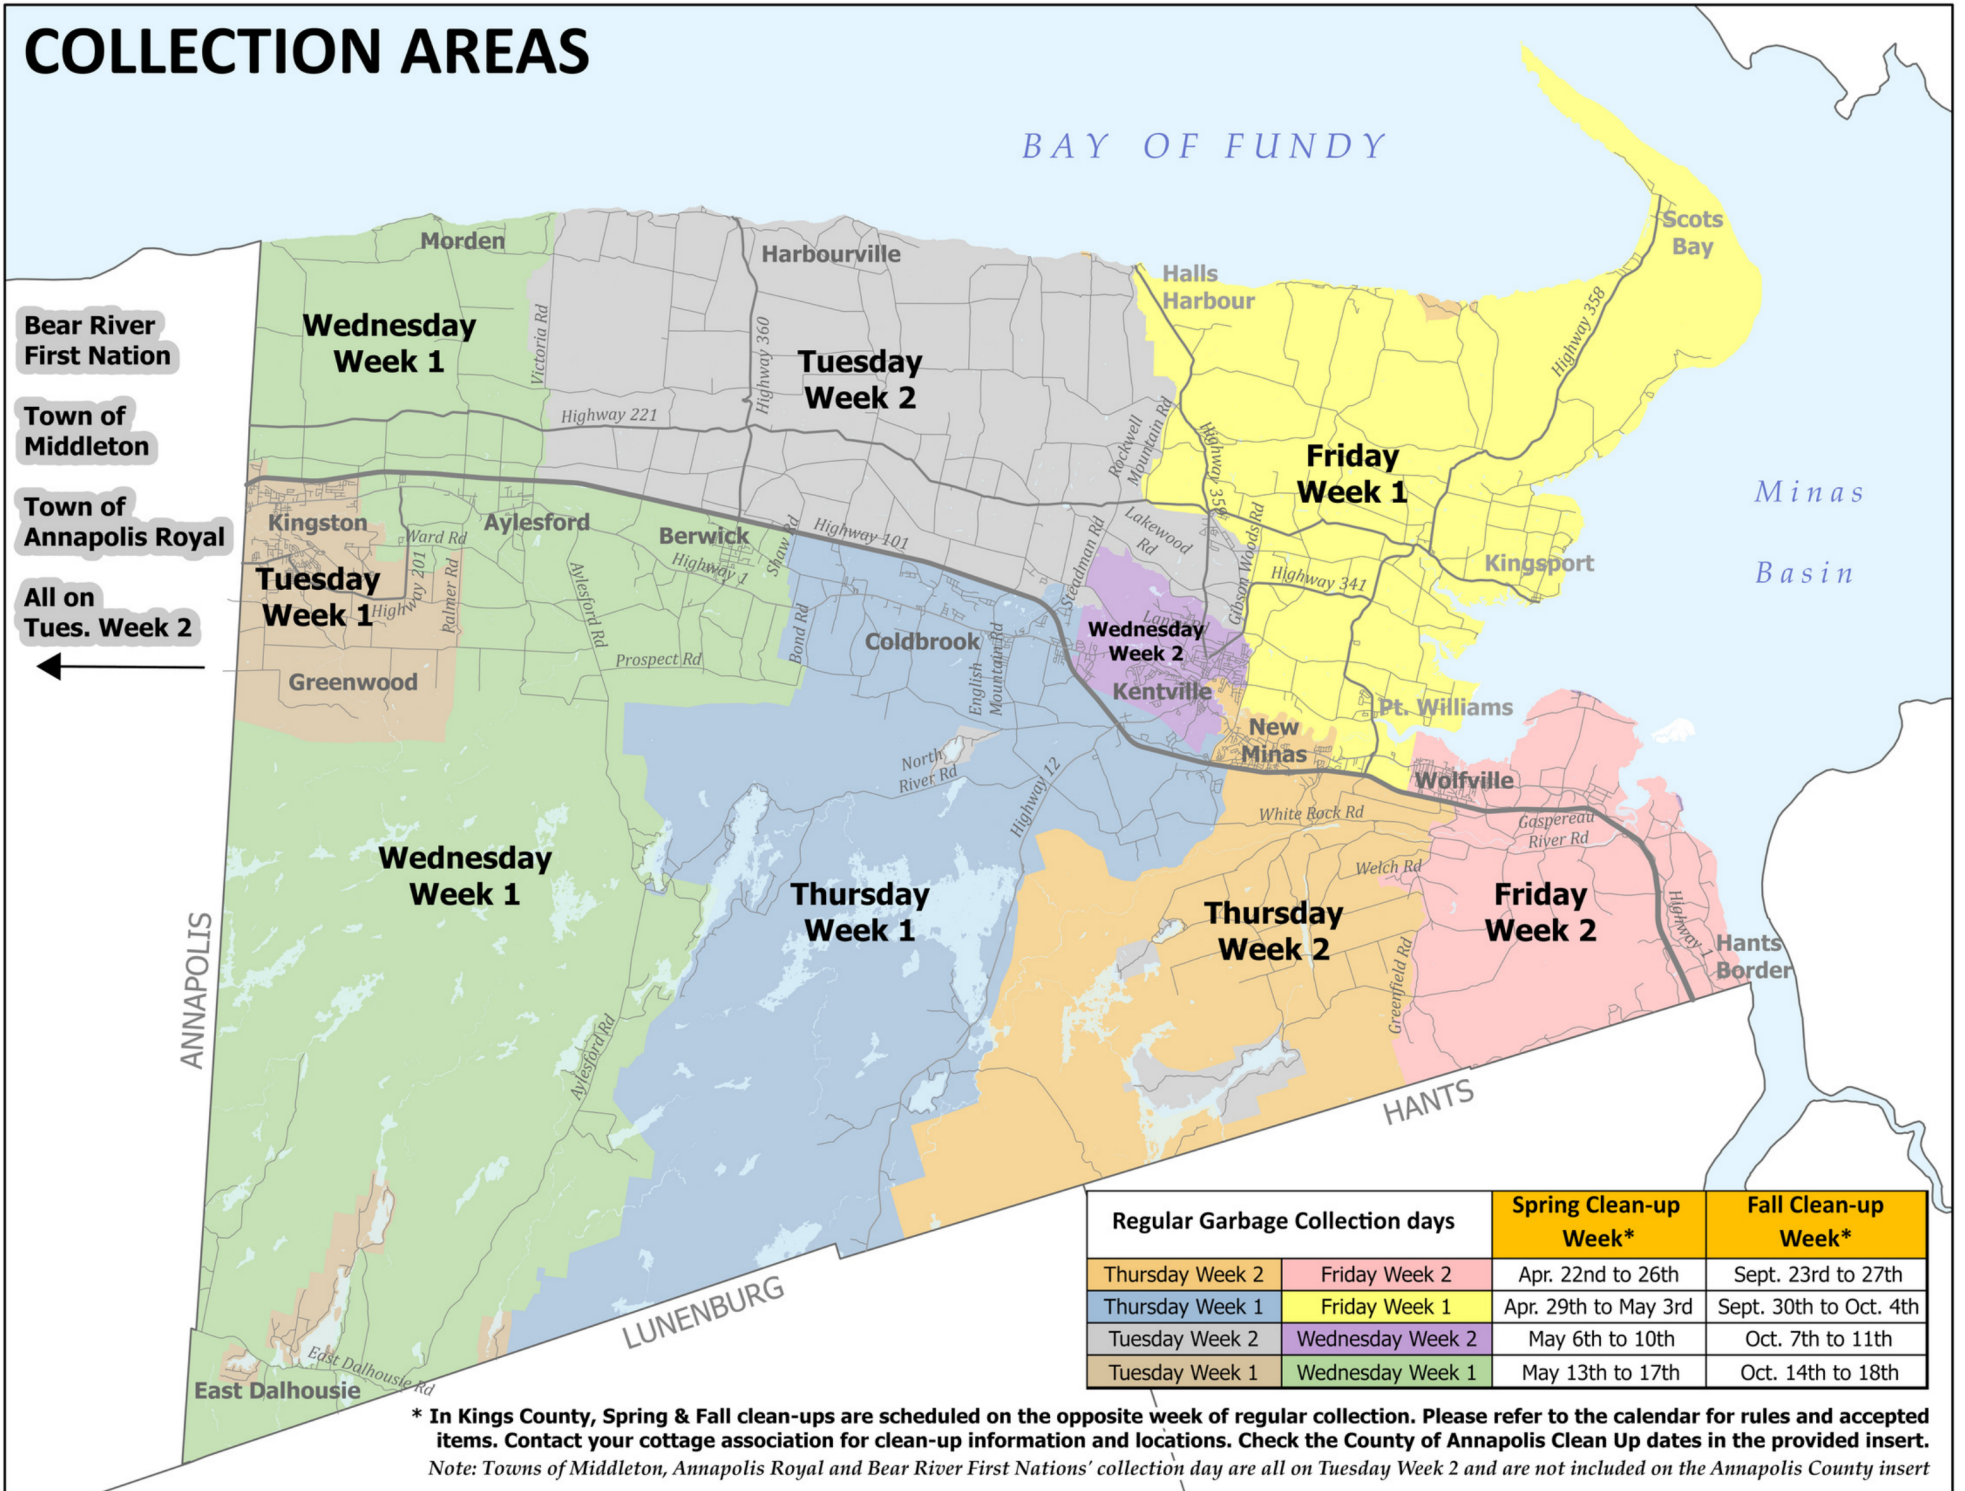 COLLECTION AREAS
BAY OF FUNDY
Scots
Bay
Morden
Harbourville
Halls
Harbour
Bear River
First Nation
Wednesday
Week 1
Victoria Rd
Highway 360
Tuesday
Week 2
Highway 358
Town of
Middleton
Highway 221
Rockwell
Mountain Rd
Highway 359
Friday
Week 1
Minas
Basin
Town of
Annapolis Royal
Kingston
Ward Rd
Aylesford
Berwick
Highway 1
Shaw Rd
Highway 101
Steadman Rd
Lakewood
Rd
Gibson Woods Rd
Highway 341
Kingsport
All on
Tues. Week 2
Tuesday
Week 1
Highway 201
Palmer Rd
Aylesford Rd
Prospect Rd
Bond Rd
Coldbrook
English
Mountain Rd
Wednesday
Week 2
Kentville
Greenwood
Pt. Williams
New
Minas
North
River Rd
Highway 12
Wolfville
White Rock Rd
Gaspereau
River Rd
Welch Rd
Wednesday
Week 1
Thursday
Week 1
Thursday
Week 2
Friday
Week 2
Highway 1
Hants
Border
Greenfield Rd
ANNAPOLIS
Aylesford Rd
HANTS
LUNENBURG
East Dalhousie Rd
East Dalhousie
Regular Garbage Collection days
Spring Clean-up
Week*
Fall Clean-up
Week*
Thursday Week 2 Friday Week 2 Apr. 22nd to 26th Sept. 23rd to 27th
Thursday Week 1 Friday Week 1 Apr. 29th to May 3rd Sept. 30th to Oct. 4th
Tuesday Week 2 Wednesday Week 2 May 6th to 10th Oct. 7th to 11th
Tuesday Week 1 Wednesday Week 1 May 13th to 17th Oct. 14th to 18th
* In Kings County, Spring & Fall clean-ups are scheduled on the opposite week of regular collection. Please refer to the calendar for rules and accepted
items. Contact your cottage association for clean-up information and locations. Check the County of Annapolis Clean Up dates in the provided insert.
Note: Towns of Middleton, Annapolis Royal and Bear River First Nations' collection day are all on Tuesday Week 2 and are not included on the Annapolis County insert